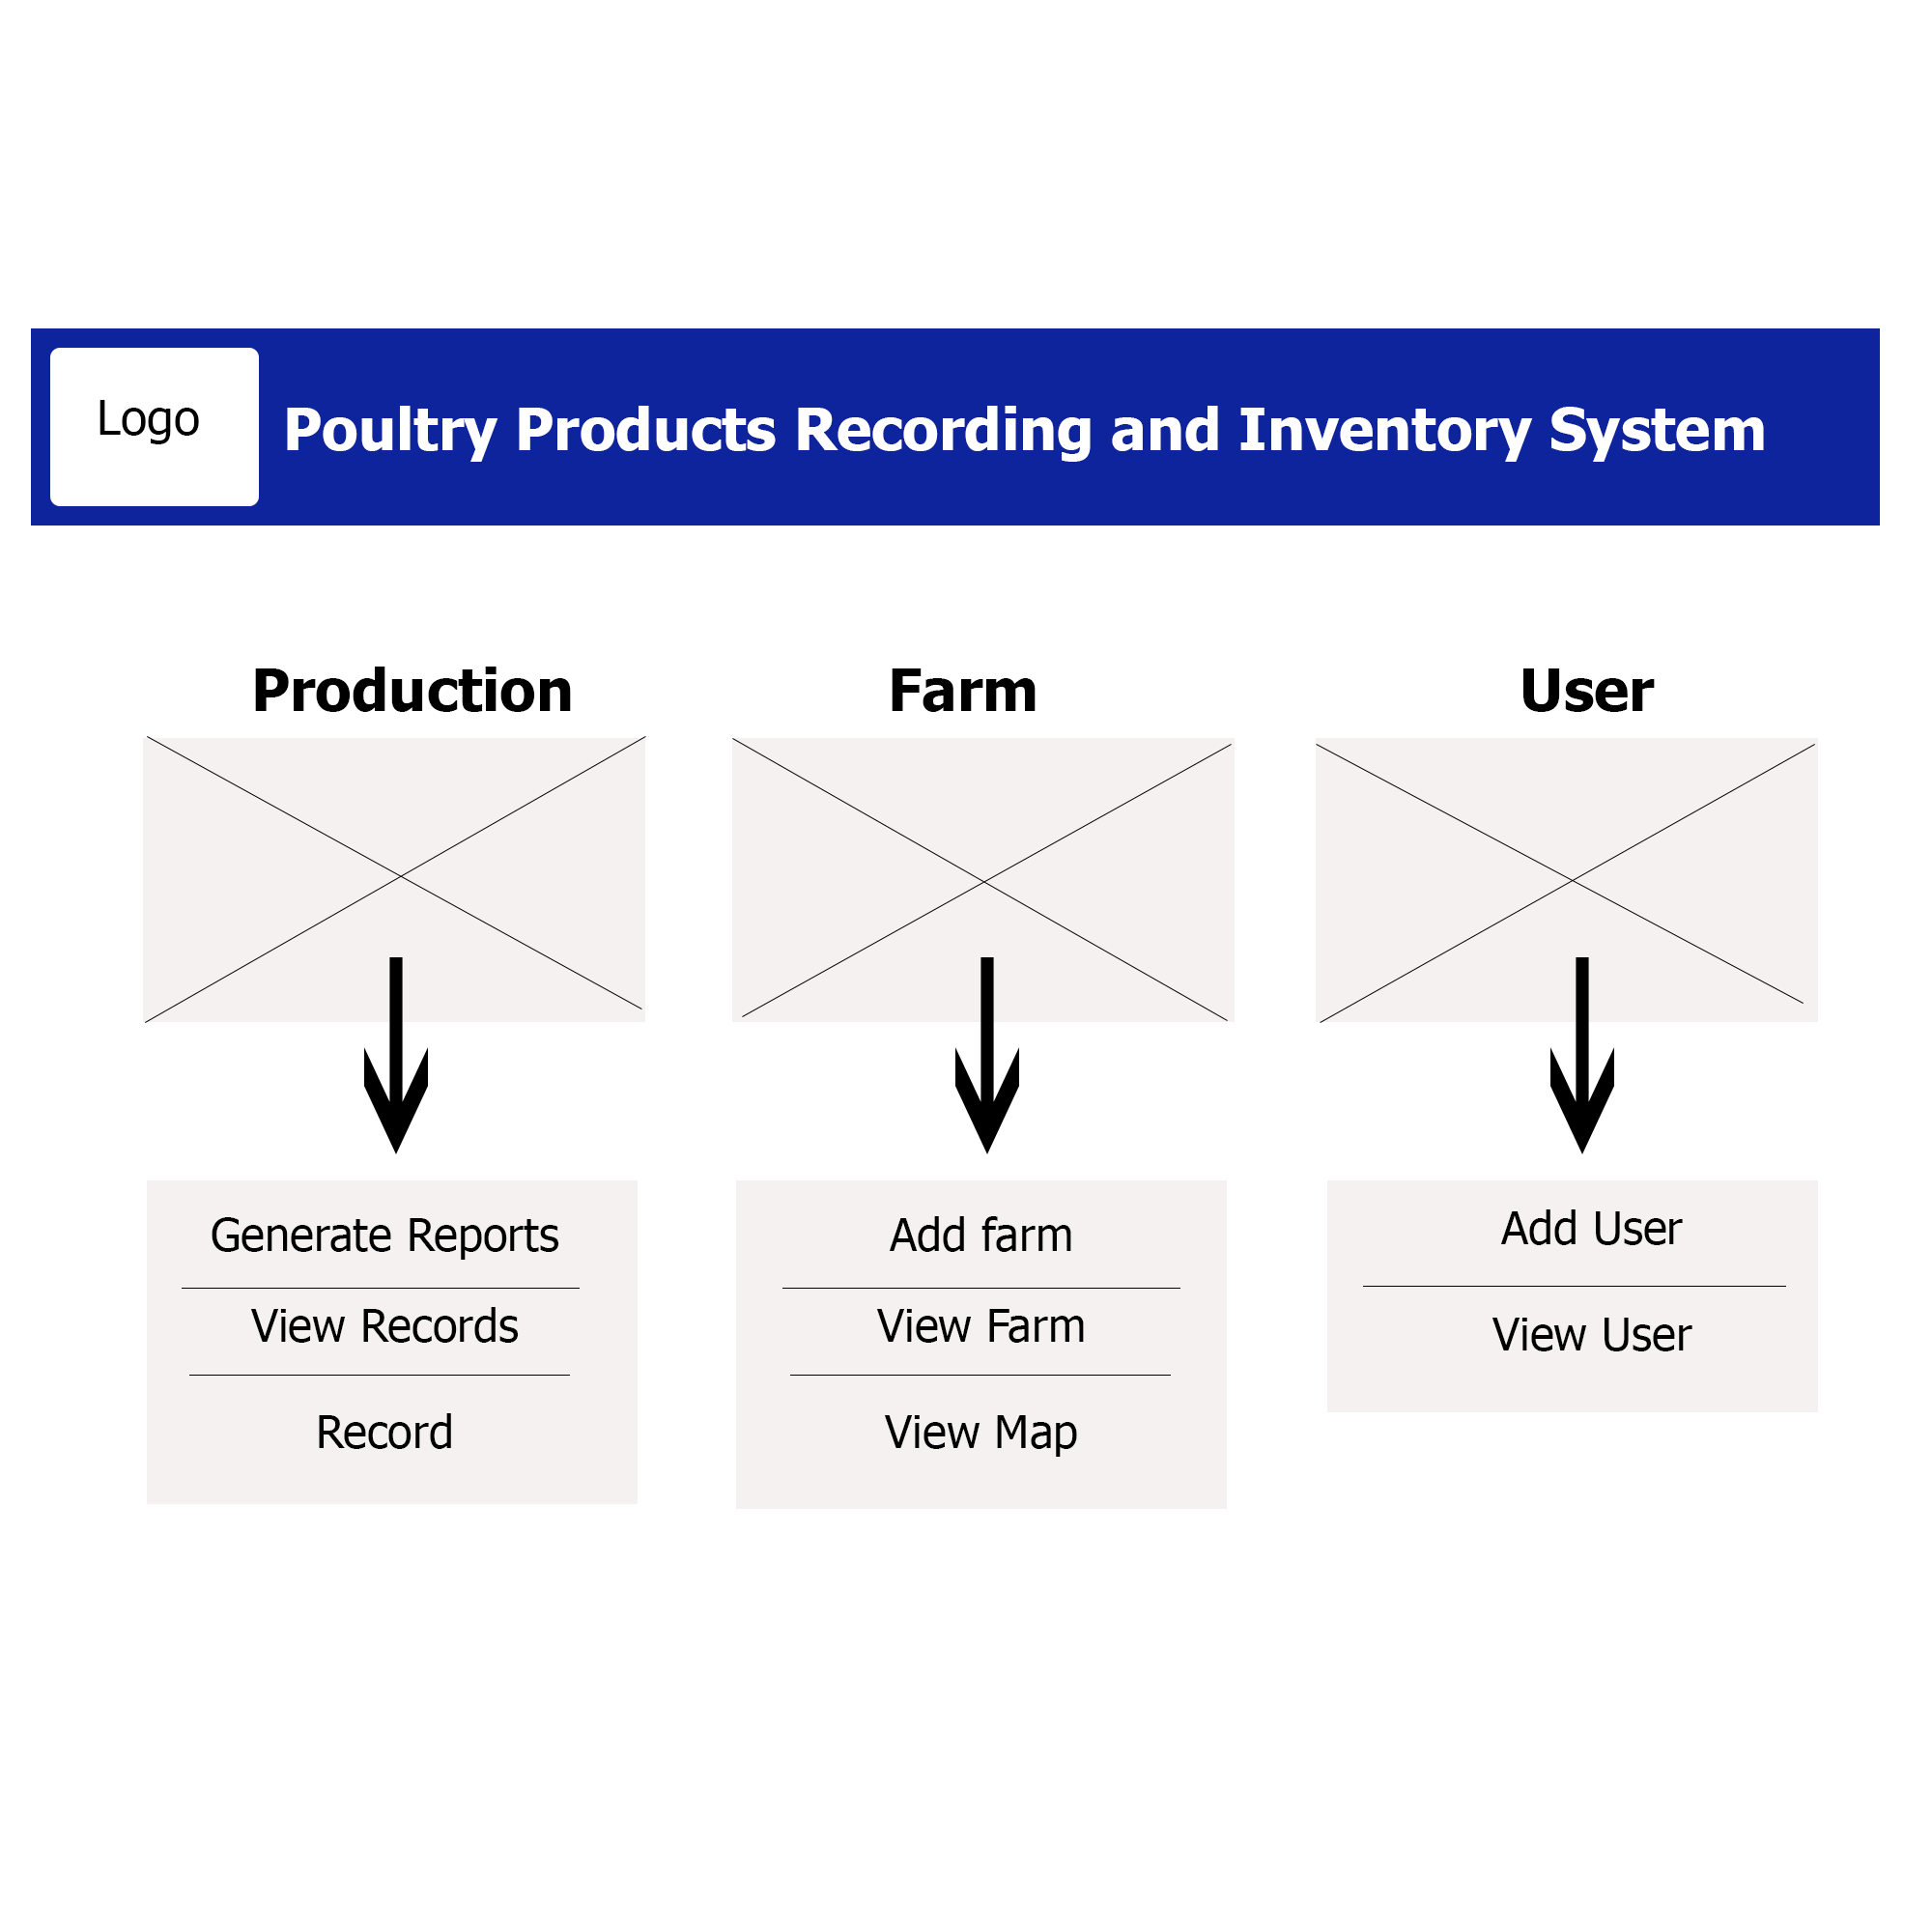 Logo
Poultry Products Recording and Inventory System
Production
Farm
User
Generate Reports
View Records
Record
Add farm
View Farm
View Map
Add User
View User